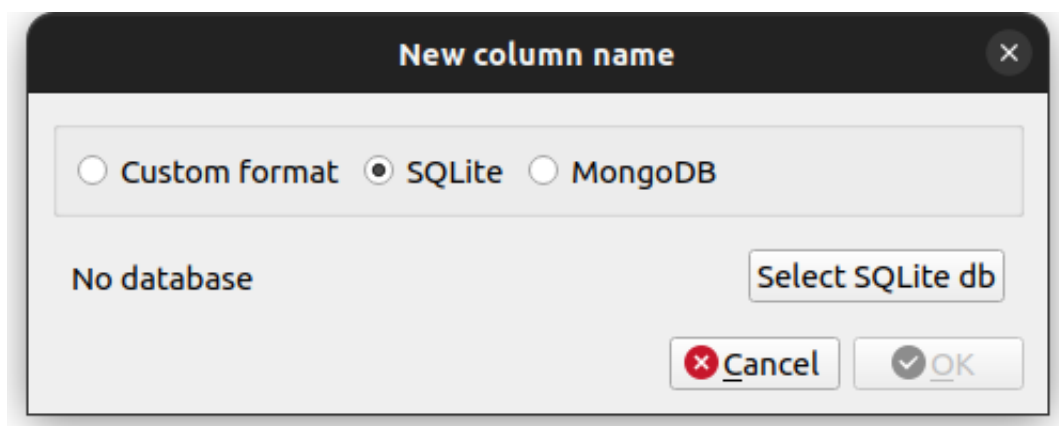 New column name
Custom format SQLite MongoDB
No database Select SQLite db
Cancel OK